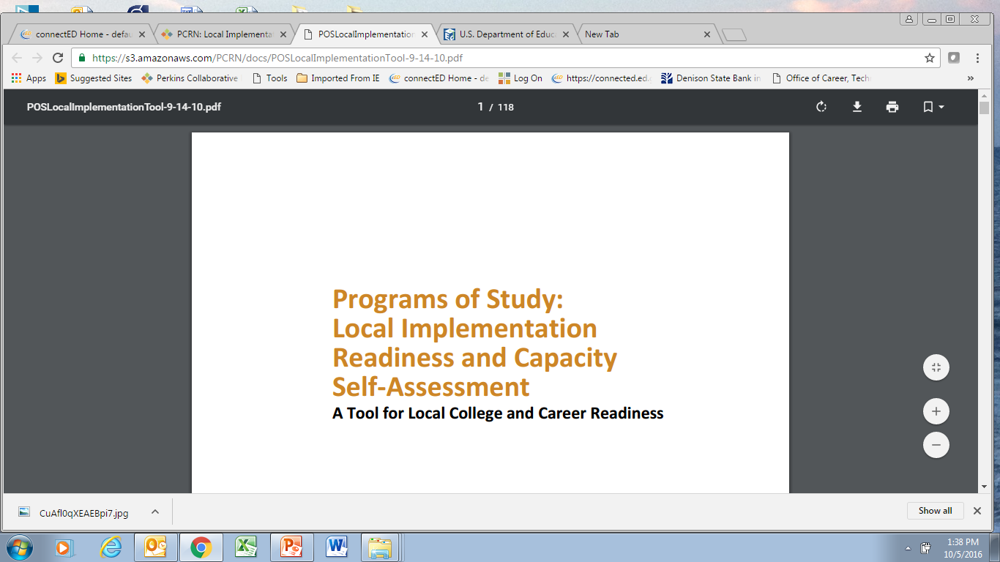 connectED Home - defau
PCRN: Local Implementa
POSLocalImplementation
U.S. Department of Educa
New Tab
https://s3.amazonaws.com/PCRN/docs/POSLocalImplementationTool-9-14-10.pdf
Apps
Suggested Sites
Perkins Collaborative
Tools
Imported From IE
connectED Home - de
Log On
https://connected.ed.g
Denison State Bank in
Office of Career, Tech
»
POSLocalImplementationTool-9-14-10.pdf
1 / 118
Programs of Study:
Local Implementation
Readiness and Capacity
Self-Assessment
A Tool for Local College and Career Readiness
CuAfl0qXEAEBpi7.jpg
Show all
1:38 PM
10/5/2016